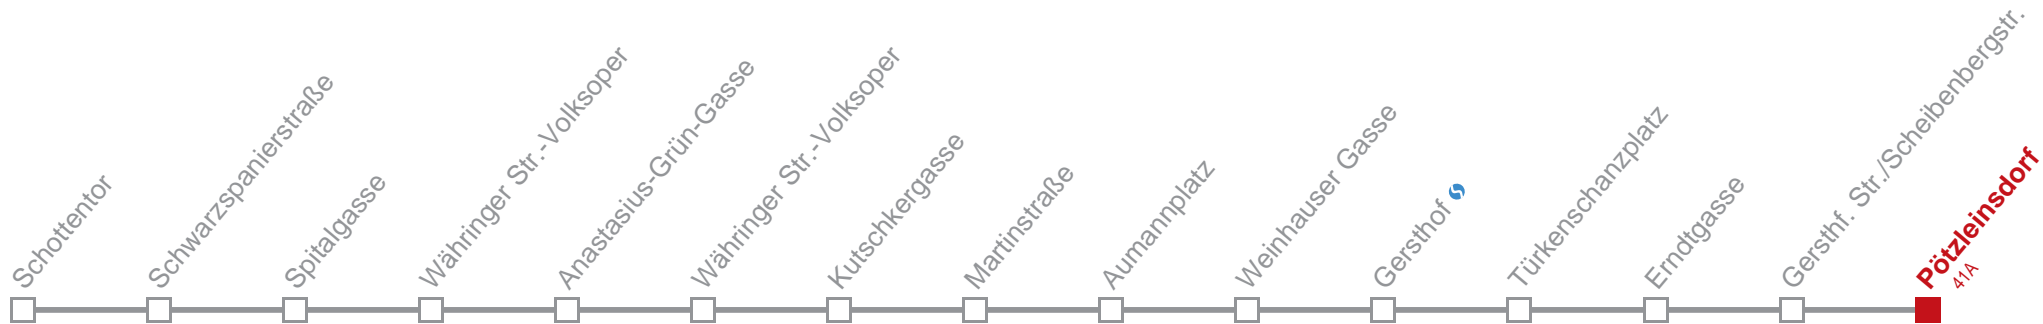 Schottentor
Schwarzspanierstraße
Spitalgasse
Währinger Str.-Volksoper
Anastasius-Grün-Gasse
Währinger Str.-Volksoper
Kutschkergasse
Martinstraße
Aumannplatz
Weinhauser Gasse
Gersthof
Türkenschanzplatz
Erndtgasse
Gersthf. Str./Scheibenbergstr.
Pötzleinsdorf
41A